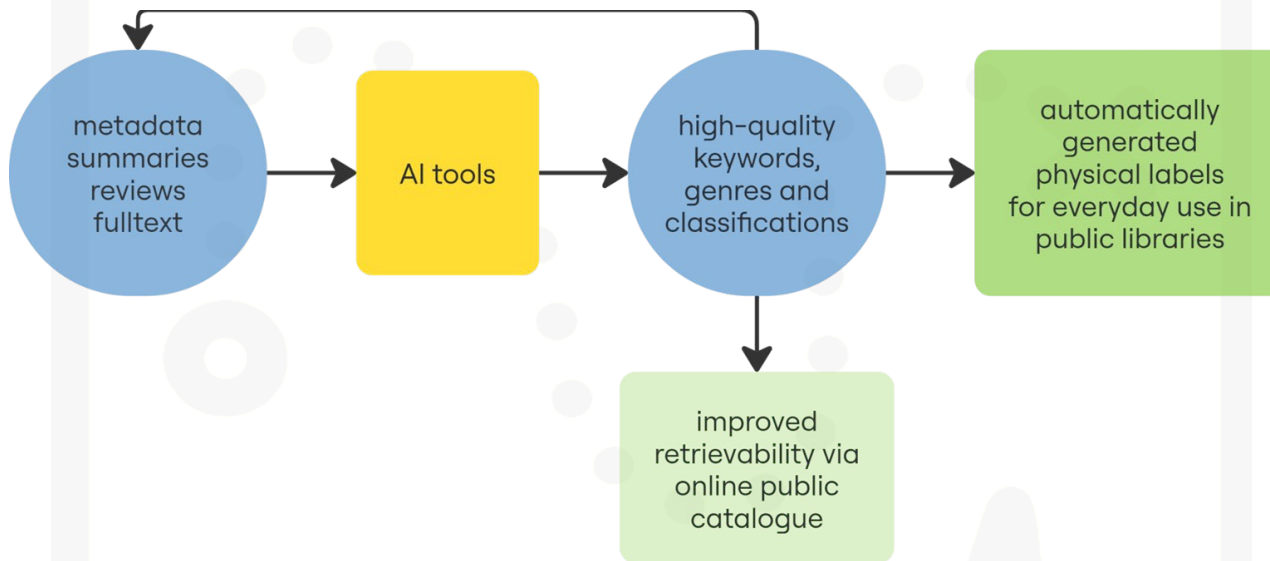 metadata
summaries
reviews
fulltext
AI tools
high-quality
keywords,
genres and
classifications
automatically
generated
physical labels
for everyday use in
public libraries
improved
retrievability via
online public
catalogue